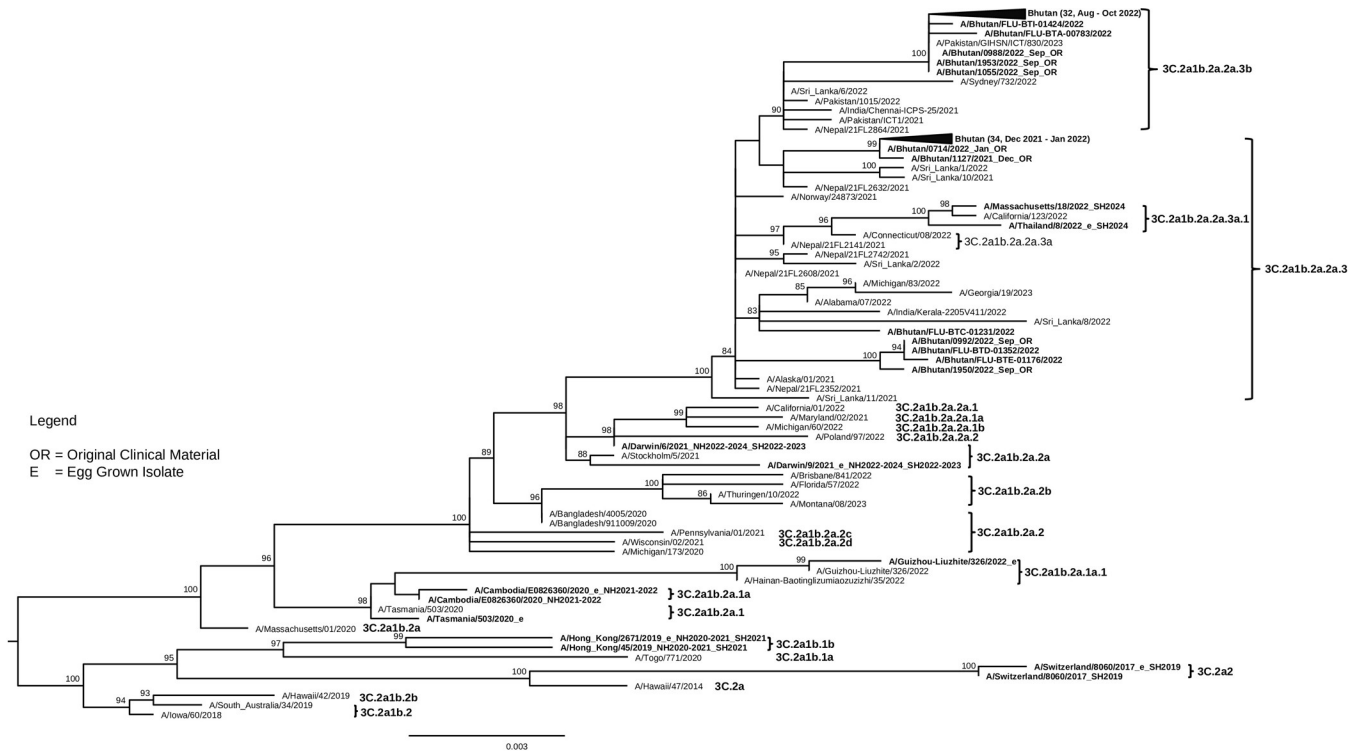 Bhutan (32, Aug - Oct 2022)
A/Bhutan/FLU-BTI-01424/2022
A/Bhutan/FLU-BTA-00783/2022
A/Pakistan/GIHSN/ICT/830/2023
100
A/Bhutan/0988/2022_Sep_OR
A/Bhutan/1953/2022_Sep_OR
3C.2a1b.2a.2a.3b
A/Bhutan/1055/2022_Sep_OR
A/Sydney/732/2022
A/Sri_Lanka/6/2022
A/Pakistan/1015/2022
90
A/India/Chennai-ICPS-25/2021
A/Pakistan/ICT1/2021
A/Nepal/21FL2864/2021
Bhutan (34, Dec 2021 - Jan 2022)
99
A/Bhutan/0714/2022_Jan_OR
A/Bhutan/1127/2021_Dec_OR
100
A/Sri_Lanka/1/2022
A/Sri_Lanka/10/2021
A/Nepal/21FL2632/2021
A/Norway/24873/2021
98
A/Massachusetts/18/2022_SH2024
100
A/California/123/2022
3C.2a1b.2a.2a.3a.1
96
A/Thailand/8/2022_e_SH2024
97
A/Connecticut/08/2022
3C.2a1b.2a.2a.3a
A/Nepal/21FL2141/2021
95
A/Nepal/21FL2742/2021
A/Sri_Lanka/2/2022
3C.2a1b.2a.2a.3
A/Nepal/21FL2608/2021
96
A/Michigan/83/2022
85
A/Georgia/19/2023
A/Alabama/07/2022
83
A/India/Kerala-2205V411/2022
A/Sri_Lanka/8/2022
A/Bhutan/FLU-BTC-01231/2022
A/Bhutan/0992/2022_Sep_OR
94
A/Bhutan/FLU-BTD-01352/2022
84
100
A/Bhutan/FLU-BTE-01176/2022
A/Bhutan/1950/2022_Sep_OR
100
A/Alaska/01/2021
A/Nepal/21FL2352/2021
A/Sri_Lanka/11/2021
98
99
A/California/01/2022
3C.2a1b.2a.2a.1
A/Maryland/02/2021
3C.2a1b.2a.2a.1a
A/Michigan/60/2022
3C.2a1b.2a.2a.1b
98
A/Poland/97/2022
3C.2a1b.2a.2a.2
A/Darwin/6/2021_NH2022-2024_SH2022-2023
88
A/Stockholm/5/2021
3C.2a1b.2a.2a
A/Darwin/9/2021_e_NH2022-2024_SH2022-2023
89
A/Brisbane/841/2022
100
A/Florida/57/2022
3C.2a1b.2a.2b
86
A/Thuringen/10/2022
96
A/Montana/08/2023
A/Bangladesh/4005/2020
A/Bangladesh/911009/2020
100
A/Pennsylvania/01/2021
3C.2a1b.2a.2c
3C.2a1b.2a.2
A/Wisconsin/02/2021
3C.2a1b.2a.2d
A/Michigan/173/2020
96
99
A/Guizhou-Liuzhite/326/2022_e
100
A/Guizhou-Liuzhite/326/2022
3C.2a1b.2a.1a.1
A/Hainan-Baotinglizumiaozuzizhi/35/2022
A/Cambodia/E0826360/2020_e_NH2021-2022
3C.2a1b.2a.1a
A/Cambodia/E0826360/2020_NH2021-2022
98
A/Tasmania/503/2020
3C.2a1b.2a.1
A/Tasmania/503/2020_e
100
A/Massachusetts/01/2020
3C.2a1b.2a
99
A/Hong_Kong/2671/2019_e_NH2020-2021_SH2021
97
A/Hong_Kong/45/2019_NH2020-2021_SH2021
3C.2a1b.1b
A/Togo/771/2020
3C.2a1b.1a
95
100
A/Switzerland/8060/2017_e_SH2019
3C.2a2
A/Switzerland/8060/2017_SH2019
100
100
A/Hawaii/47/2014
3C.2a
93
A/Hawaii/42/2019
3C.2a1b.2b
94
A/South_Australia/34/2019
3C.2a1b.2
A/Iowa/60/2018
Legend
OR = Original Clinical Material
E = Egg Grown Isolate
0.003